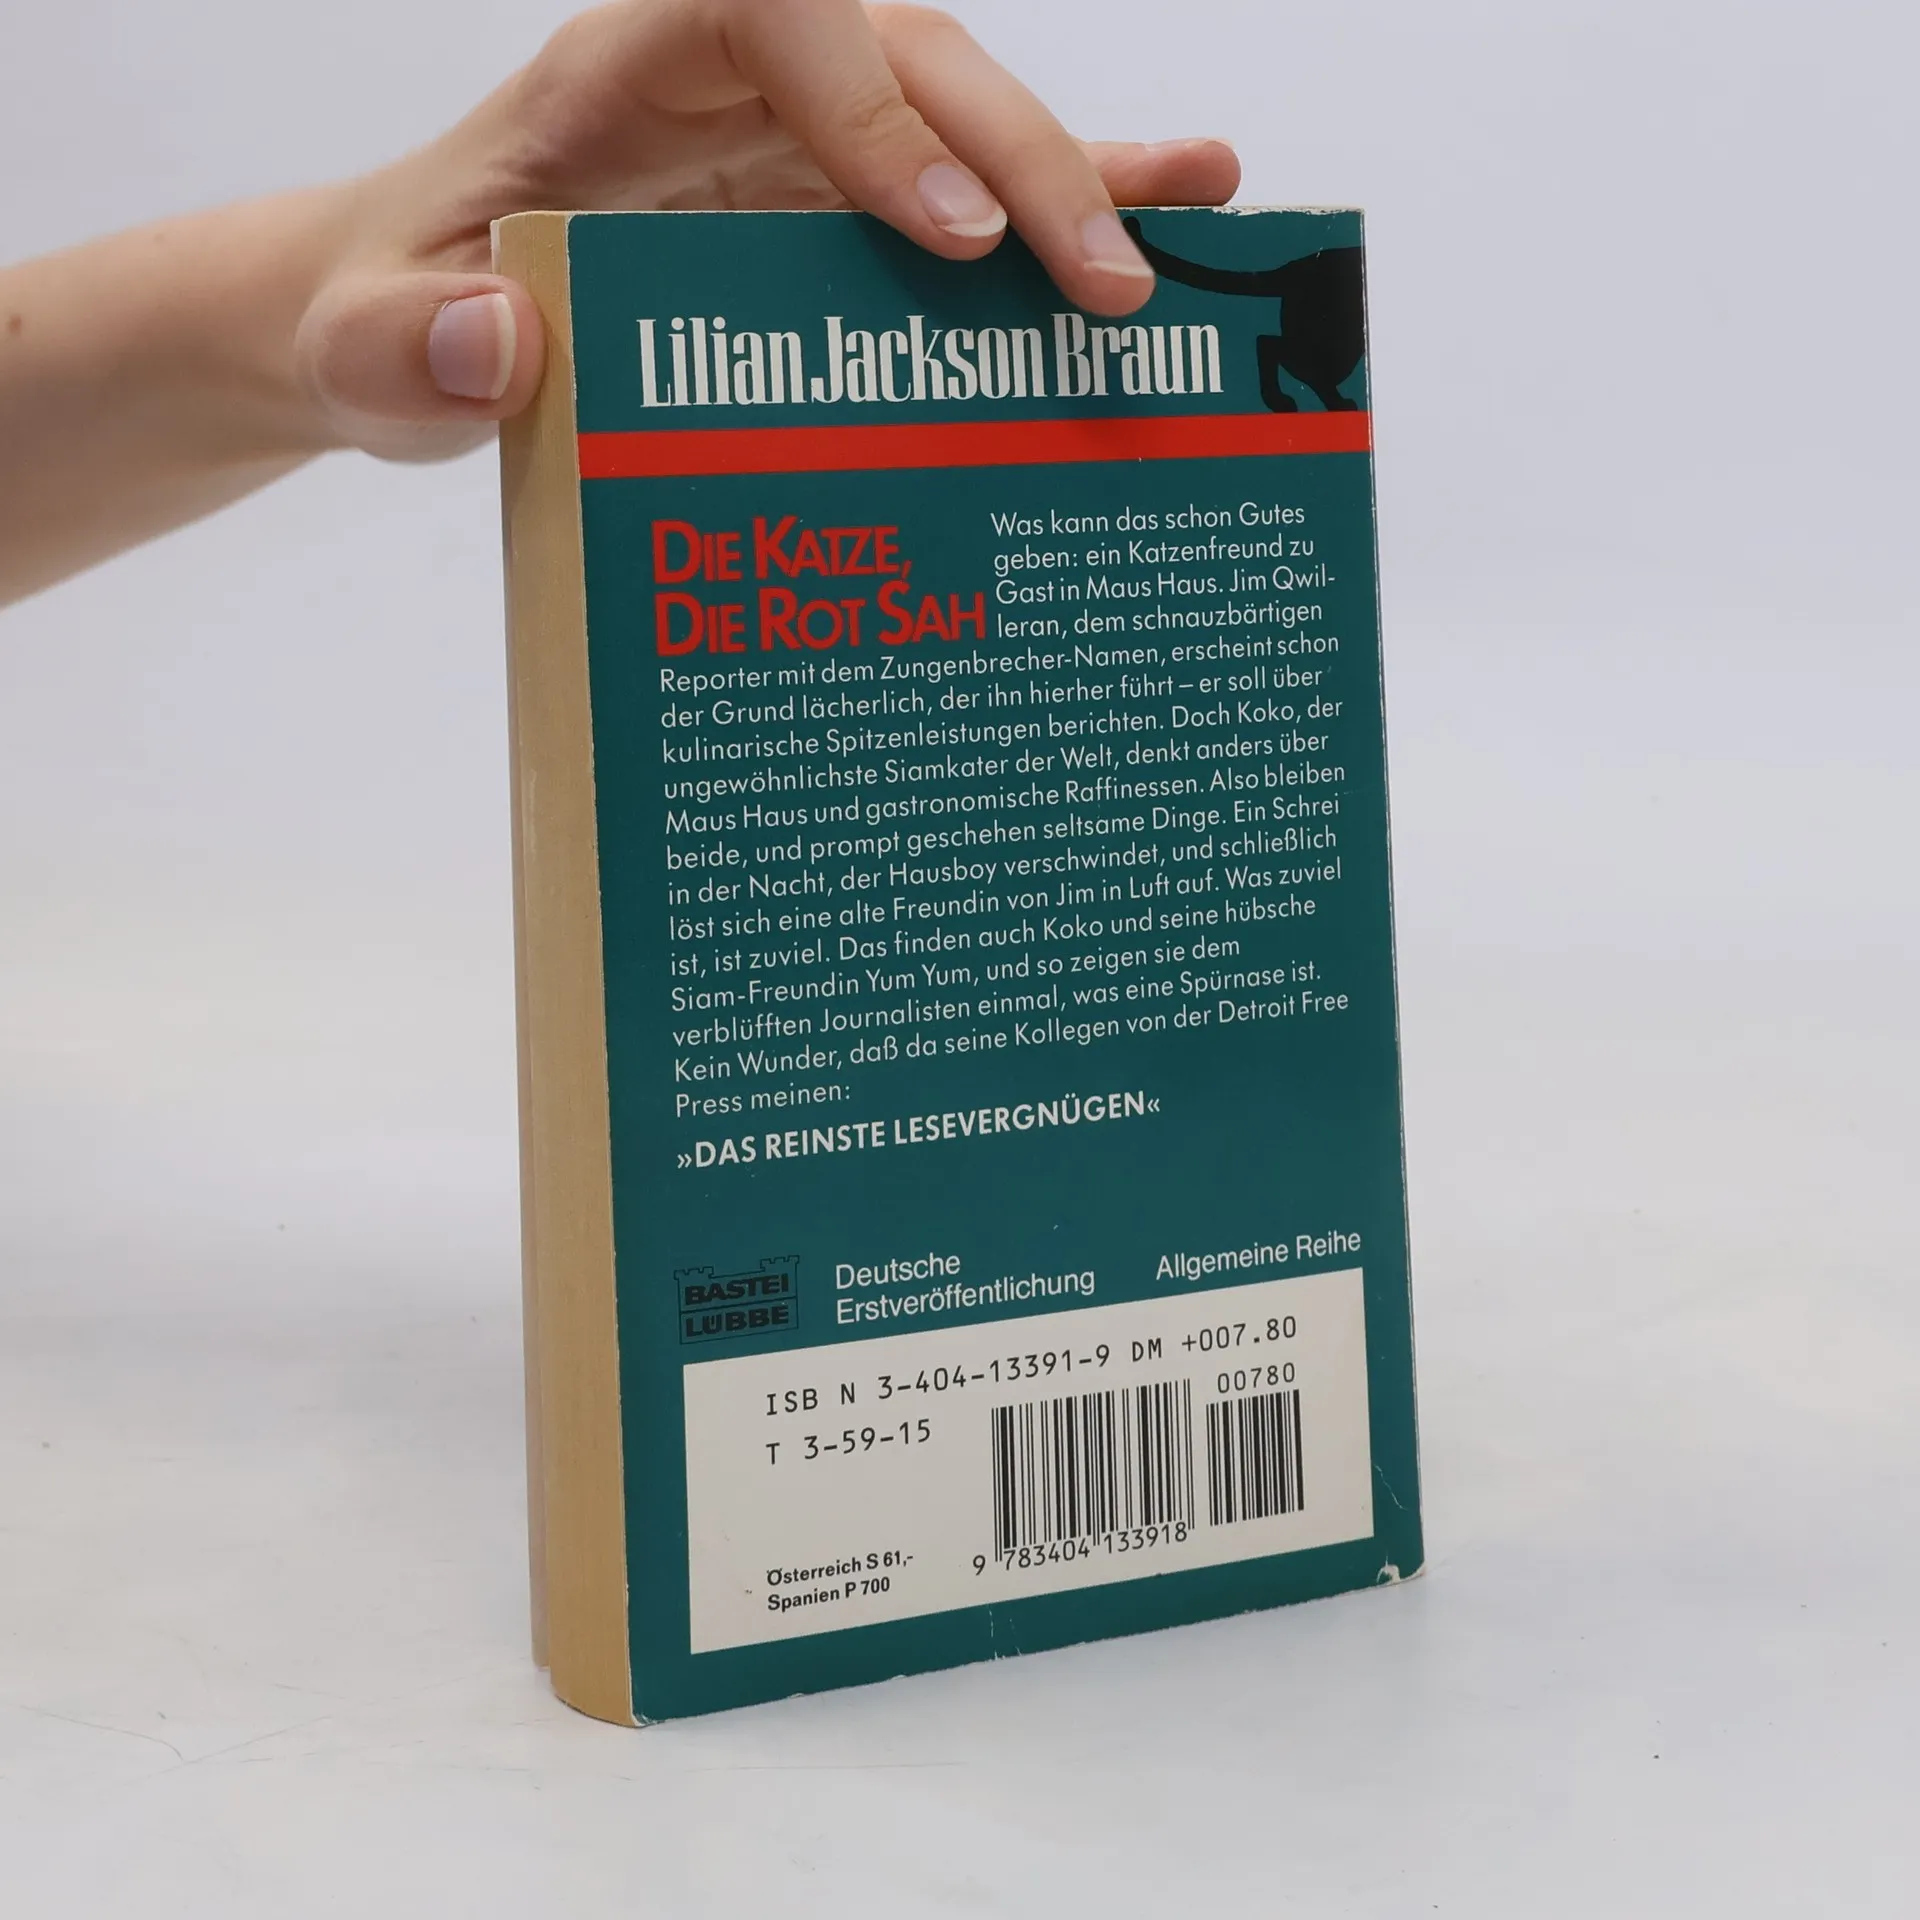 Lilian Jackson Braun
DIE KATZE,
DIE ROT SAH
Was kann das schon Gutes
geben: ein Katzenfreund zu
Gast in Maus Haus. Jim Qwil-
leran, dem schnauzbärtigen
Reporter mit dem Zungenbrecher-Namen, erscheint schon
der Grund lächerlich, der ihn hierher führt – er soll über
kulinarische Spitzenleistungen berichten. Doch Koko, der
ungewöhnlichste Siamkater der Welt, denkt anders über
Maus Haus und gastronomische Raffinessen. Also bleiben
beide, und prompt geschehen seltsame Dinge. Ein Schrei
in der Nacht, der Hausboy verschwindet, und schließlich
löst sich eine alte Freundin von Jim in Luft auf. Was zuviel
ist, ist zuviel. Das finden auch Koko und seine hübsche
Siam-Freundin Yum Yum, und so zeigen sie dem
verblüfften Journalisten einmal, was eine Spürnase ist.
Kein Wunder, daß da seine Kollegen von der Detroit Free
Press meinen:
»DAS REINSTE LESEVERGNÜGEN«
BASTEI
LÜBBE
Deutsche
Erstveröffentlichung
Allgemeine Reihe
ISB N 3-404-13391-9 DM +007.80
00780
T 3-59-15
9 783404 133918
Österreich S 61,-
Spanien P 700